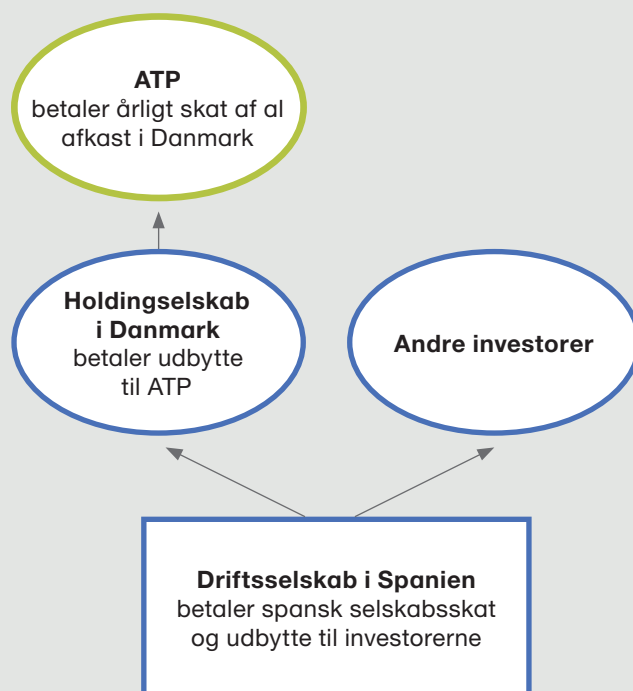 ATP
betaler årligt skat af al
afkast i Danmark
Holdingselskab
i Danmark
betaler udbytte
til ATP
Andre investorer
Driftsselskab i Spanien
betaler spansk selskabsskat
og udbytte til investorerne